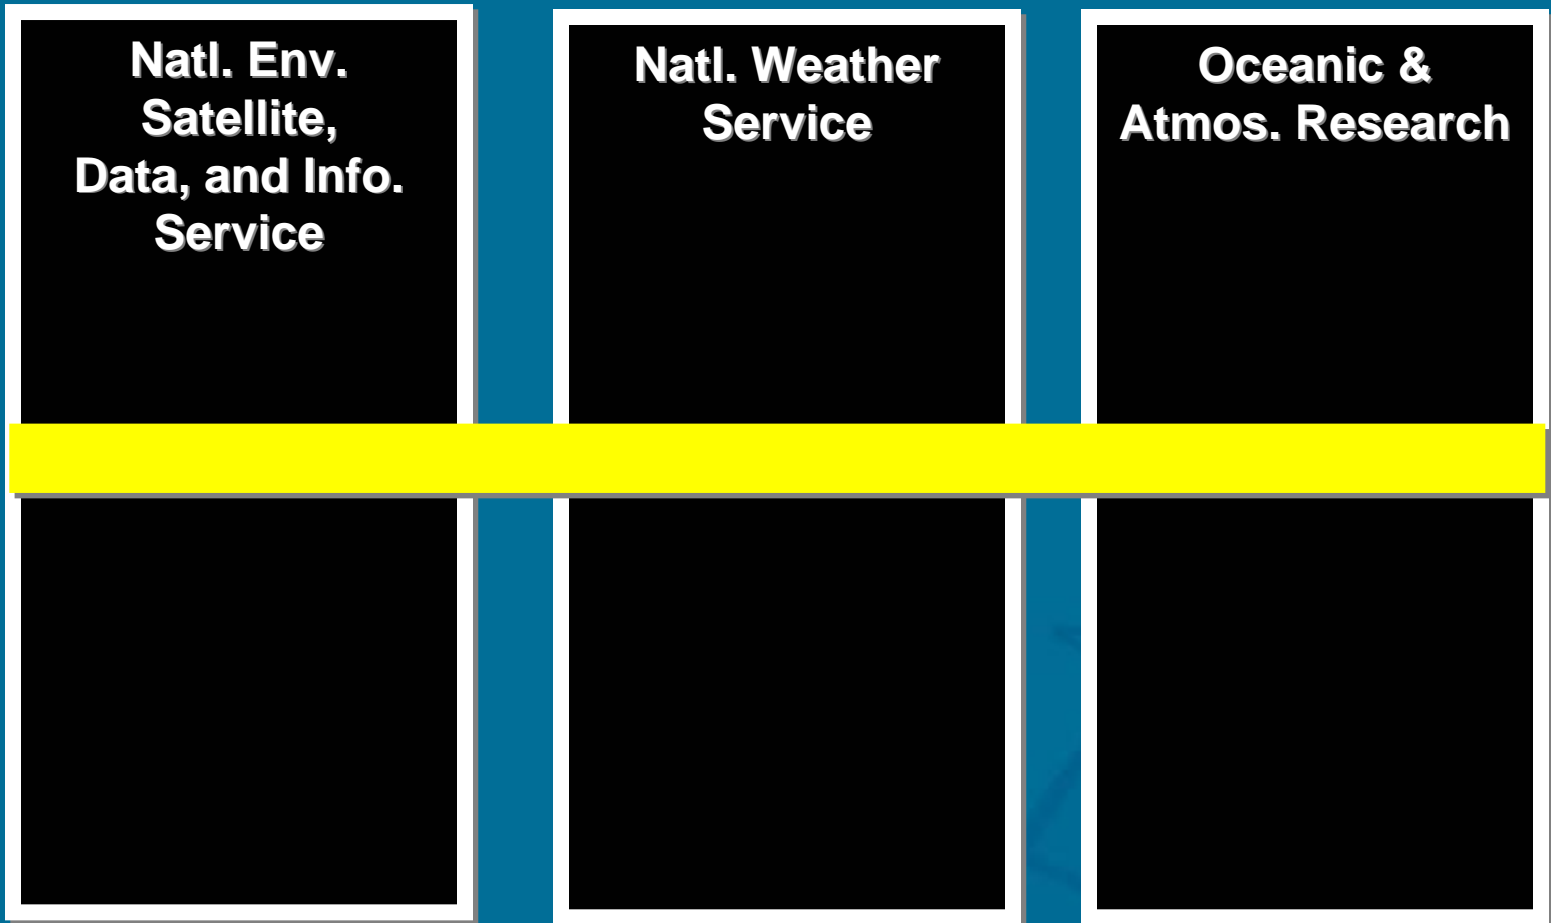 Natl. Env.
Satellite,
Data, and Info.
Service
Natl. Weather
Service
Oceanic &
Atmos. Research